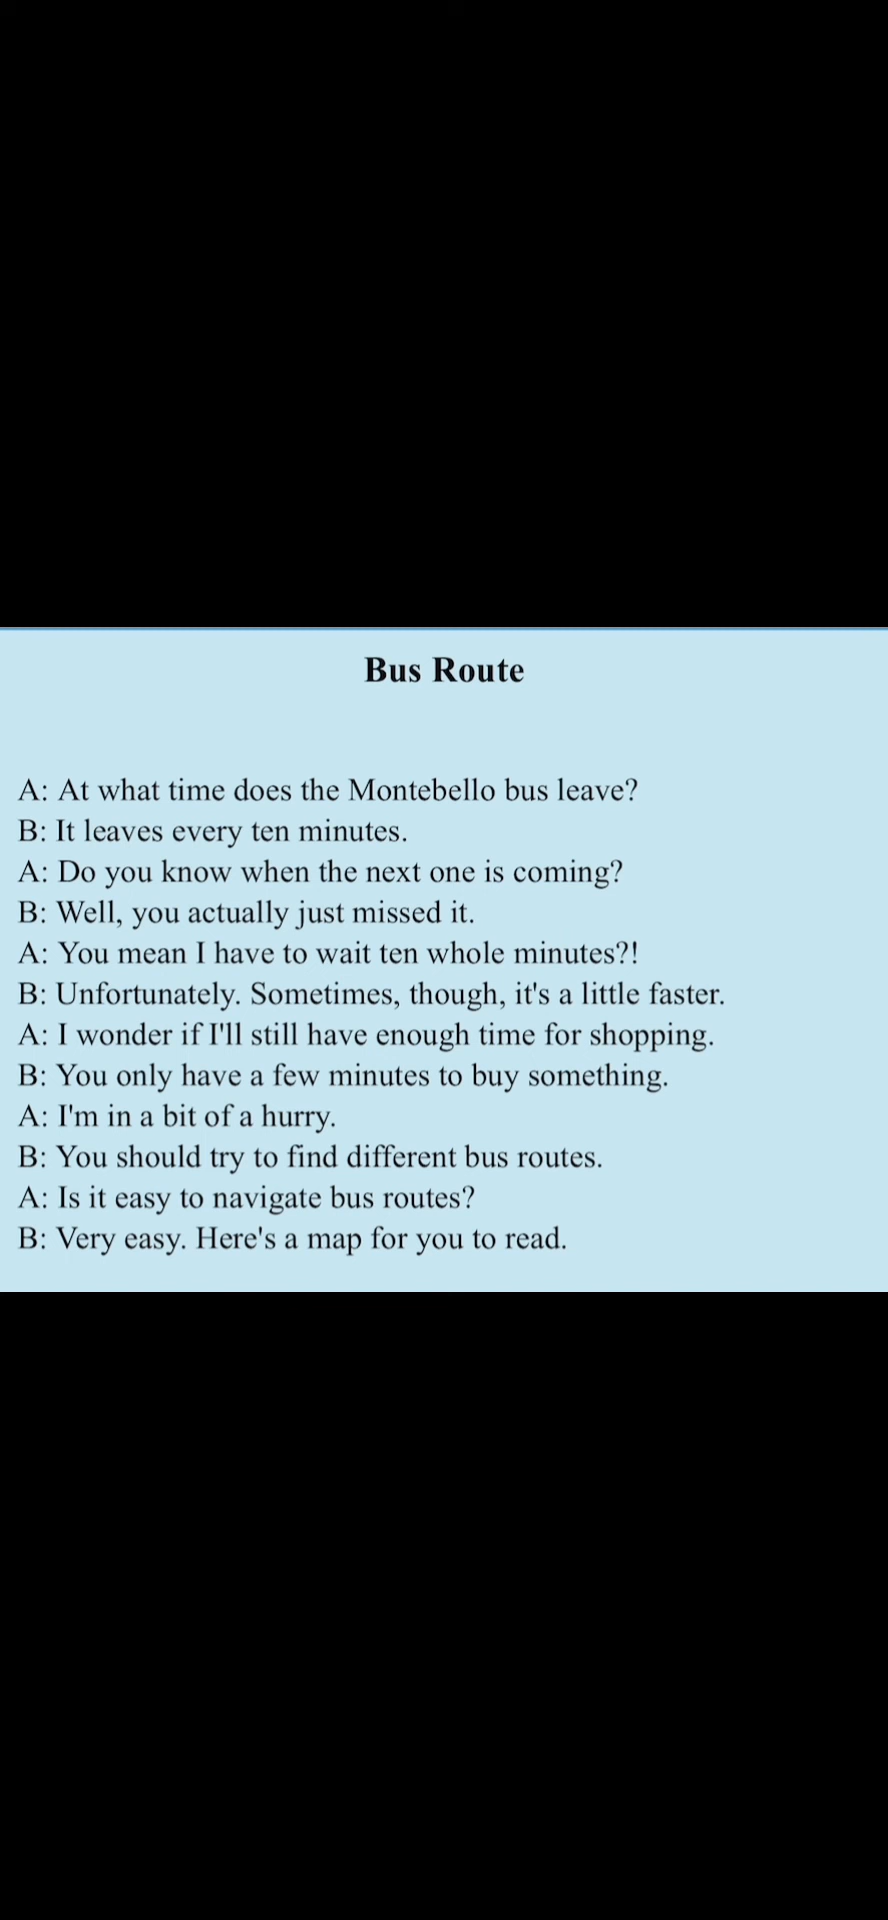 Bus Route
A: At what time does the Montebello bus leave?
B: It leaves every ten minutes.
A: Do you know when the next one is coming?
B: Well, you actually just missed it.
A: You mean I have to wait ten whole minutes?!
B: Unfortunately. Sometimes, though, it's a little faster.
A: I wonder if I'll still have enough time for shopping.
B: You only have a few minutes to buy something.
A: I'm in a bit of a hurry.
B: You should try to find different bus routes.
A: Is it easy to navigate bus routes?
B: Very easy. Here's a map for you to read.